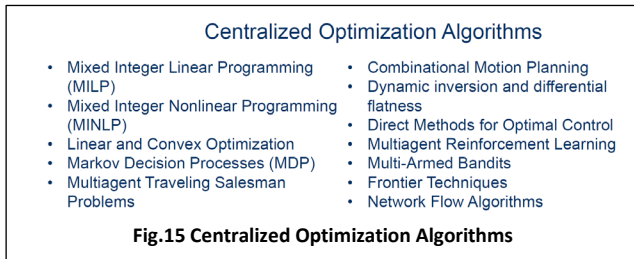 Centralized Optimization Algorithms
• Mixed Integer Linear Programming
(MILP)
• Mixed Integer Nonlinear Programming
(MINLP)
• Linear and Convex Optimization
• Markov Decision Processes (MDP)
• Multiagent Traveling Salesman
Problems
• Combinational Motion Planning
• Dynamic inversion and differential
flatness
• Direct Methods for Optimal Control
• Multiagent Reinforcement Learning
• Multi-Armed Bandits
• Frontier Techniques
• Network Flow Algorithms
Fig.15 Centralized Optimization Algorithms